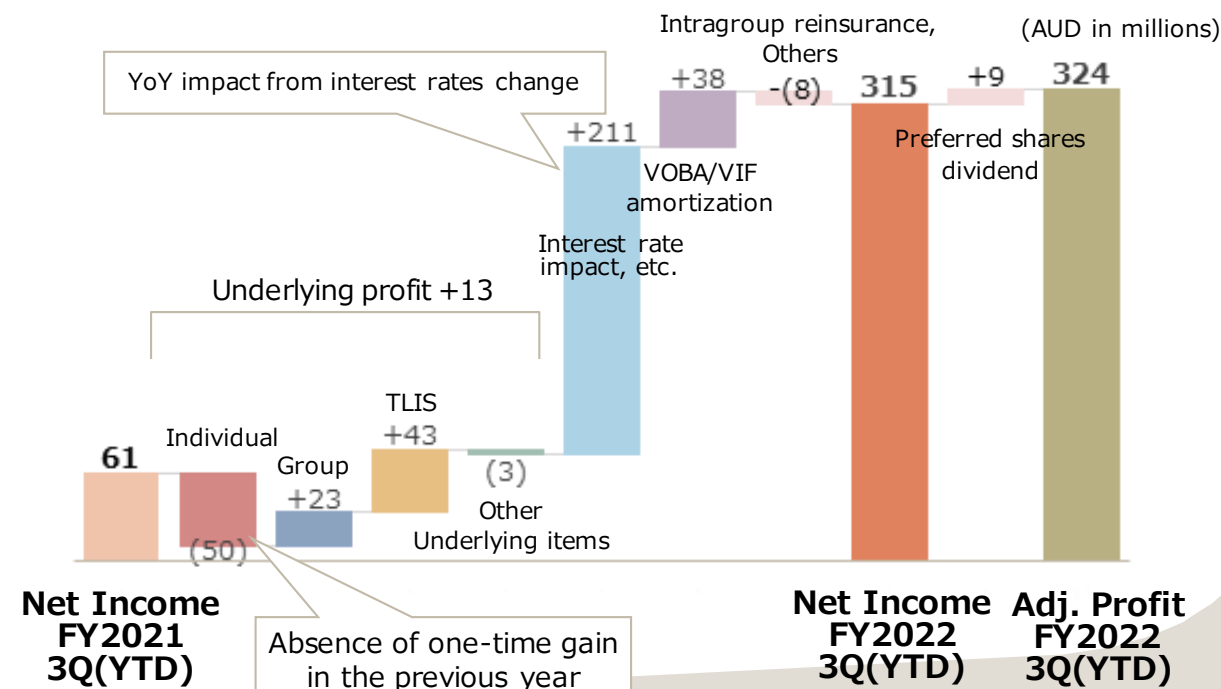 Intragroup reinsurance,
Others
(AUD in millions)
YoY impact from interest rates change
+38
-(8)
315
+9
324
+211
Preferred shares
dividend
VOBA/VIF
amortization
Interest rate
impact, etc.
Underlying profit +13
TLIS
+43
Individual
61
Group
+23
(3)
(50)
Other
Underlying items
Net Income
FY2021
3Q(YTD)
Absence of one-time gain
in the previous year
Net Income
FY2022
3Q(YTD)
Adj. Profit
FY2022
3Q(YTD)